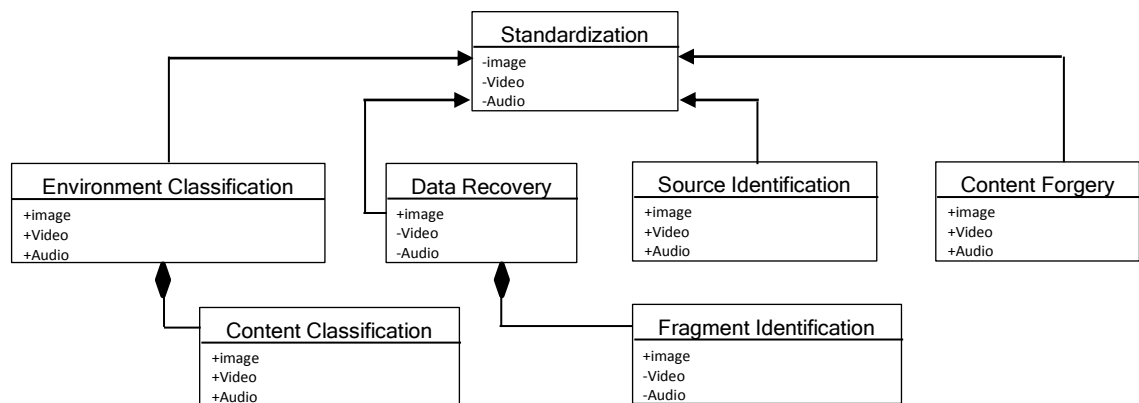 Standardization
-image
-Video
-Audio
Environment Classification
+image
+Video
+Audio
Data Recovery
+image
-Video
-Audio
Source Identification
+image
+Video
+Audio
Content Forgery
+image
+Video
+Audio
Content Classification
+image
+Video
+Audio
Fragment Identification
+image
-Video
-Audio